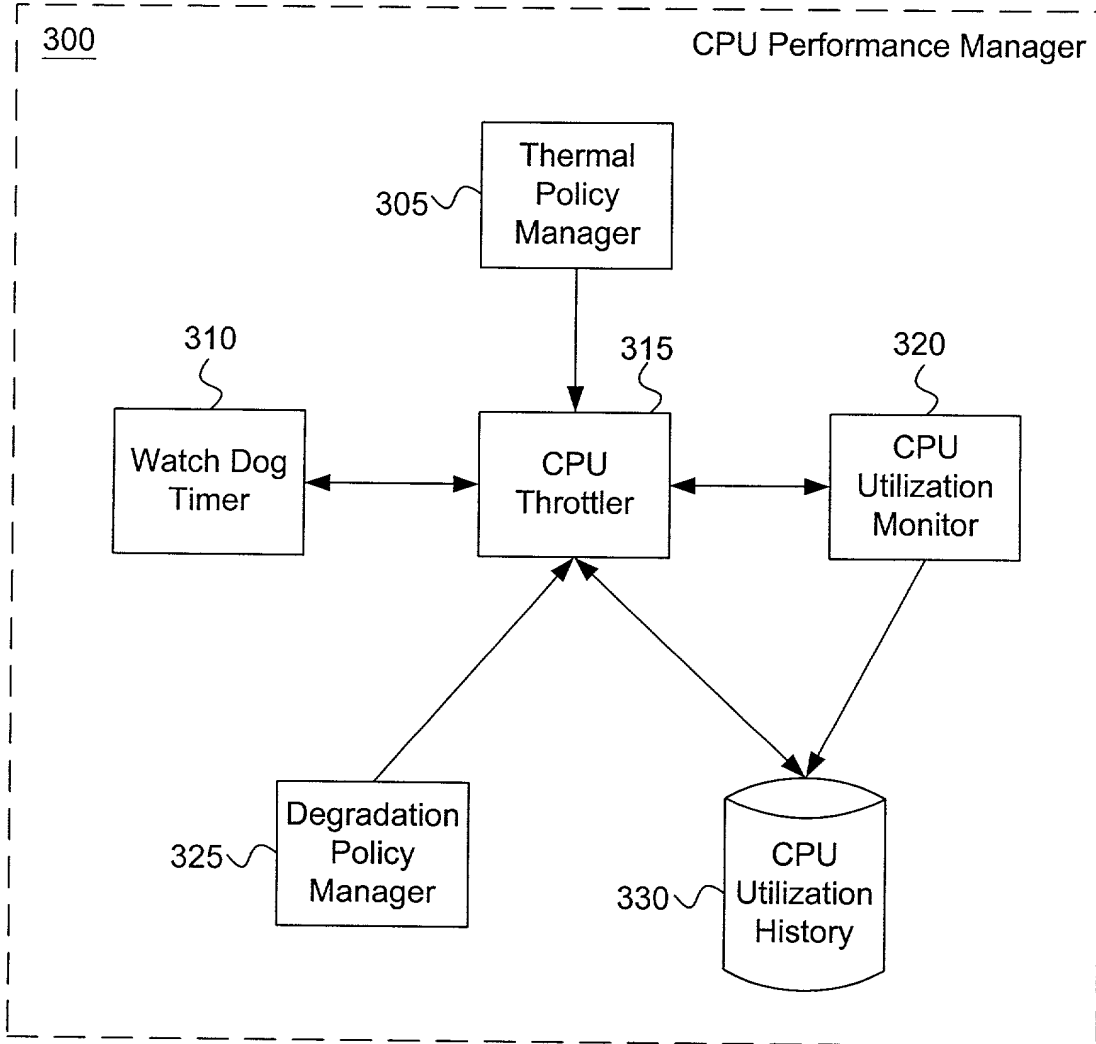 300
CPU Performance Manager
Thermal
Policy
Manager
305
310
Watch Dog
Timer
315
CPU
Throttler
320
CPU
Utilization
Monitor
Degradation
Policy
Manager
325
CPU
Utilization
History
330